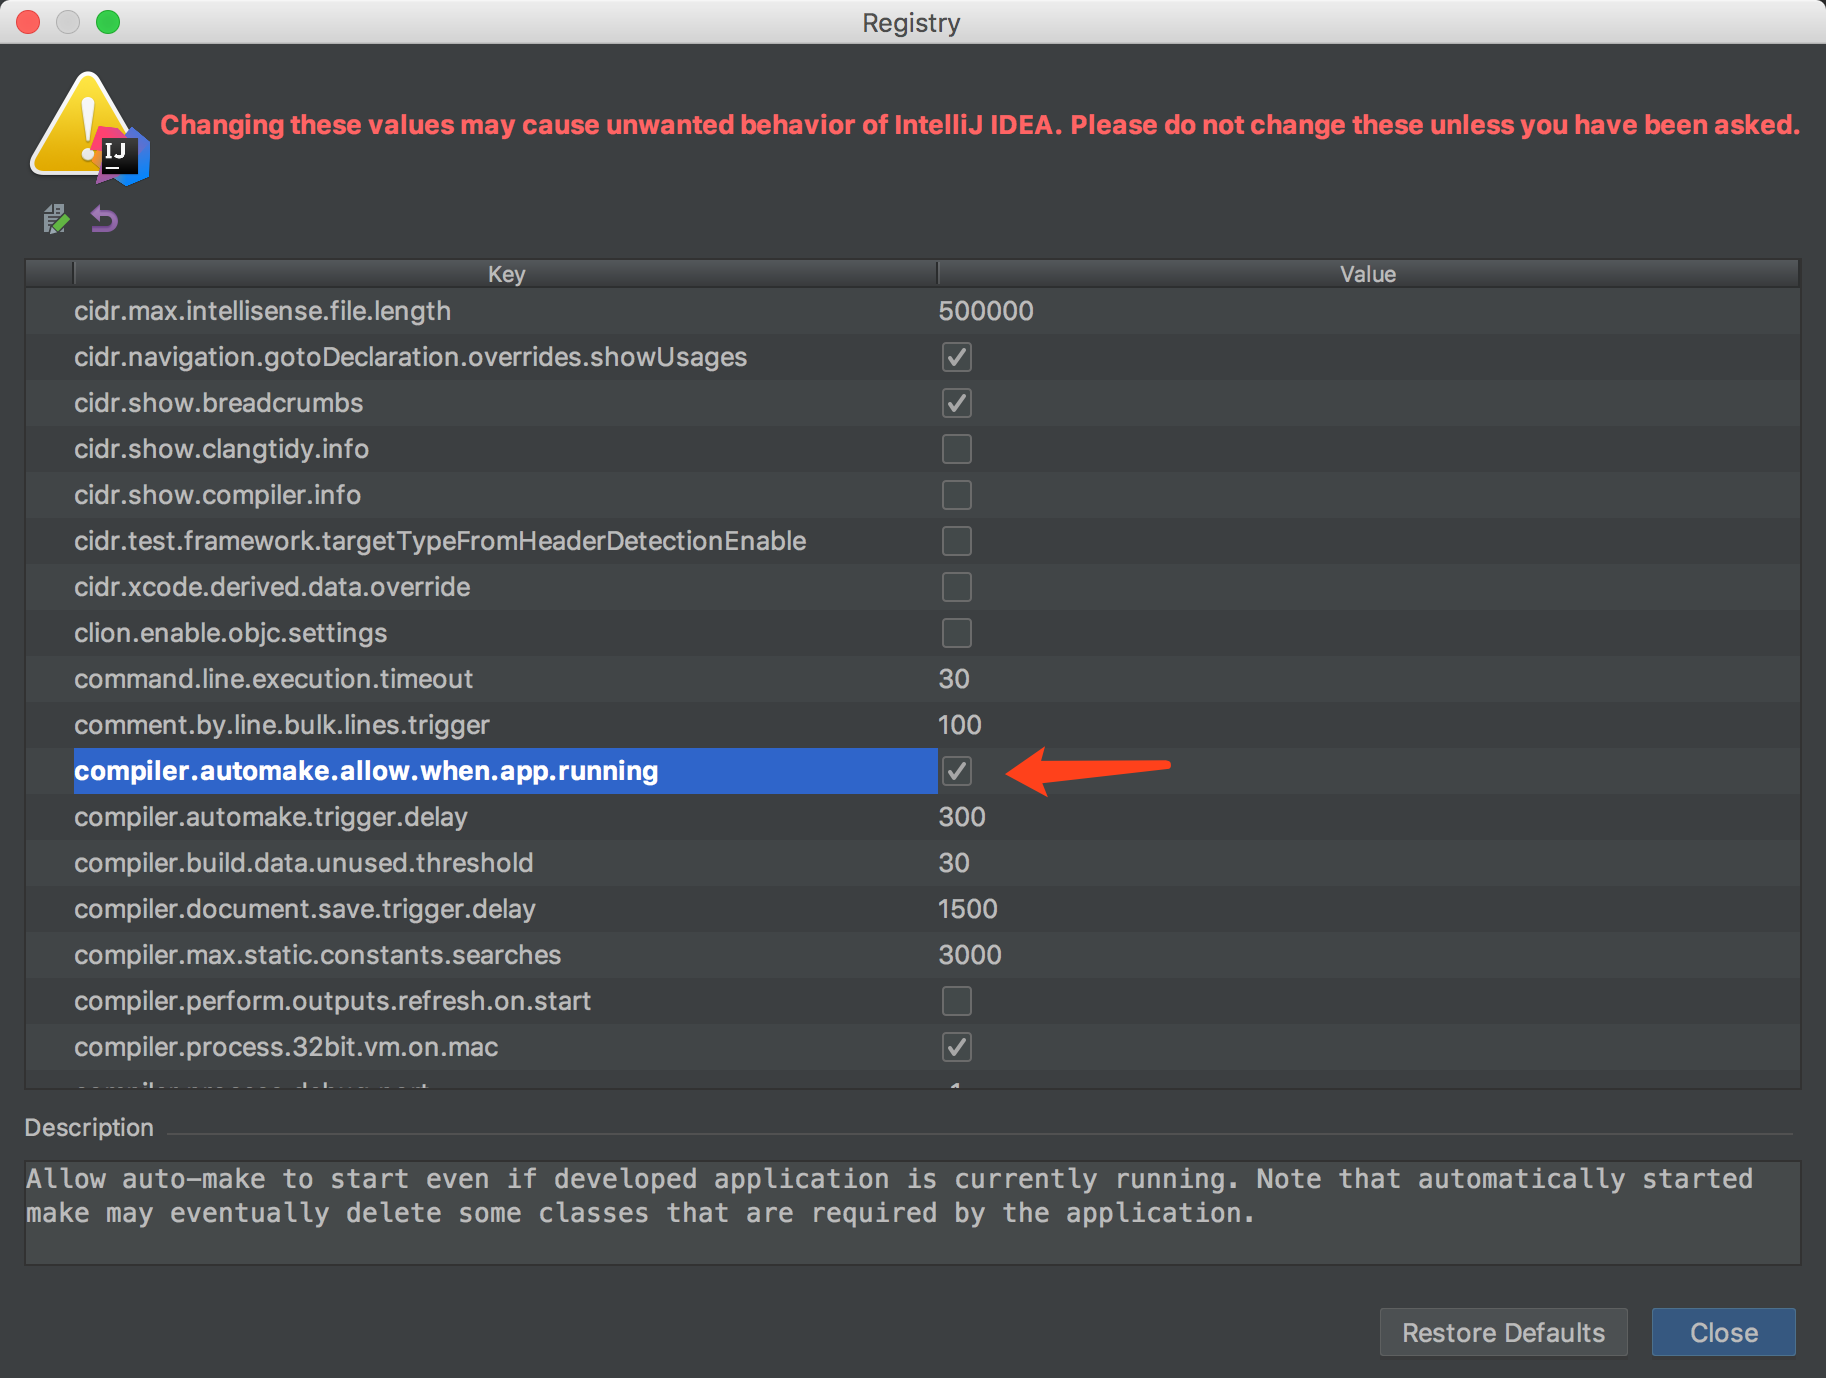 Registry
Changing these values may cause unwanted behavior of IntelliJ IDEA. Please do not change these unless you have been asked.
IJ
Key Value
cidr.max.intellisense.file.length 500000
cidr.navigation.gotoDeclaration.overrides.showUsages
cidr.show.breadcrumbs
cidr.show.clangtidy.info
cidr.show.compiler.info
cidr.test.framework.targetTypeFromHeaderDetectionEnable
cidr.xcode.derived.data.override
clion.enable.objc.settings
command.line.execution.timeout 30
comment.by.line.bulk.lines.trigger 100
compiler.automake.allow.when.app.running
compiler.automake.trigger.delay 300
compiler.build.data.unused.threshold 30
compiler.document.save.trigger.delay 1500
compiler.max.static.constants.searches 3000
compiler.perform.outputs.refresh.on.start
compiler.process.32bit.vm.on.mac
Description
Allow auto-make to start even if developed application is currently running. Note that automatically started
make may eventually delete some classes that are required by the application.
Restore Defaults Close